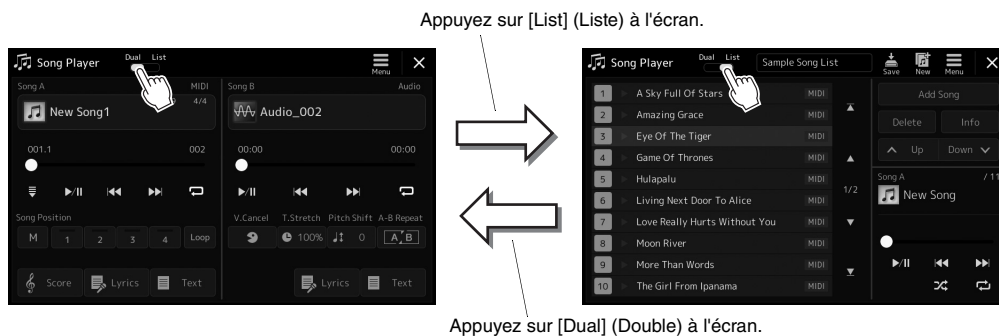 Appuyez sur [List] (Liste) à l'écran.
Song Player
Dual List
Menu
Song A
MIDI
4/4
New Song1
001.1
002
Song Position
M 1 2 3 4 Loop
Score Lyrics Text
Song B
Audio
Audio_002
00:00
00:00
V.Cancel T.Stretch Pitch Shift A-B Repeat
100% 0 A B
Lyrics Text
Song Player
Dual List
Sample Song List
Save New Menu
1 A Sky Full Of Stars MIDI
2 Amazing Grace MIDI
3 Eye Of The Tiger MIDI
4 Game Of Thrones MIDI
5 Hulapalu MIDI
6 Living Next Door To Alice MIDI
7 Love Really Hurts Without You MIDI
8 Moon River MIDI
9 More Than Words MIDI
10 The Girl From Ipanama MIDI
1/2
Add Song
Delete Info
Up Down
Song A
/ 11
New Song
Appuyez sur [Dual] (Double) à l'écran.